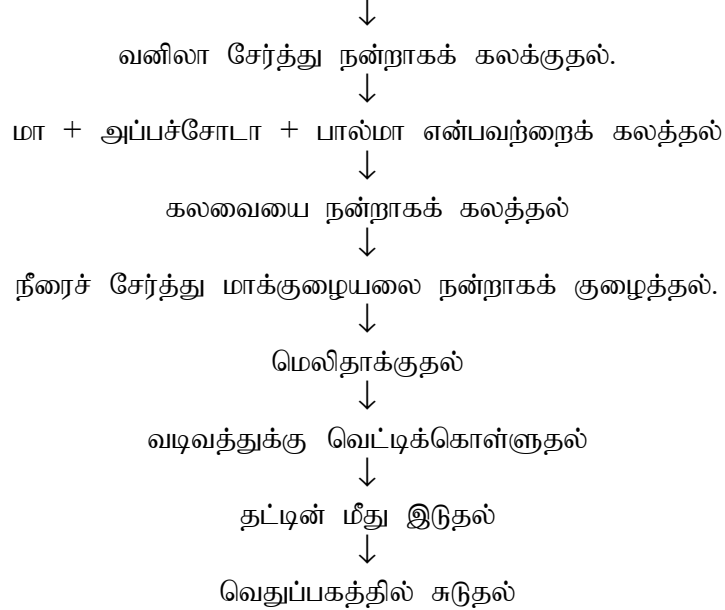 ↓
வனிலா சேர்த்து நன்றாகக் கலக்குதல்.
↓
மா + அப்பச்சோடா + பால்மா என்பவற்றைக் கலத்தல்
↓
கலவையை நன்றாகக் கலத்தல்
↓
நீரைச் சேர்த்து மாக்குழையலை நன்றாகக் குழைத்தல்.
↓
மெலிதாக்குதல்
↓
வடிவத்துக்கு வெட்டிக்கொள்ளுதல்
↓
தட்டின் மீது இடுதல்
↓
வெதுப்பகத்தில் சுடுதல்